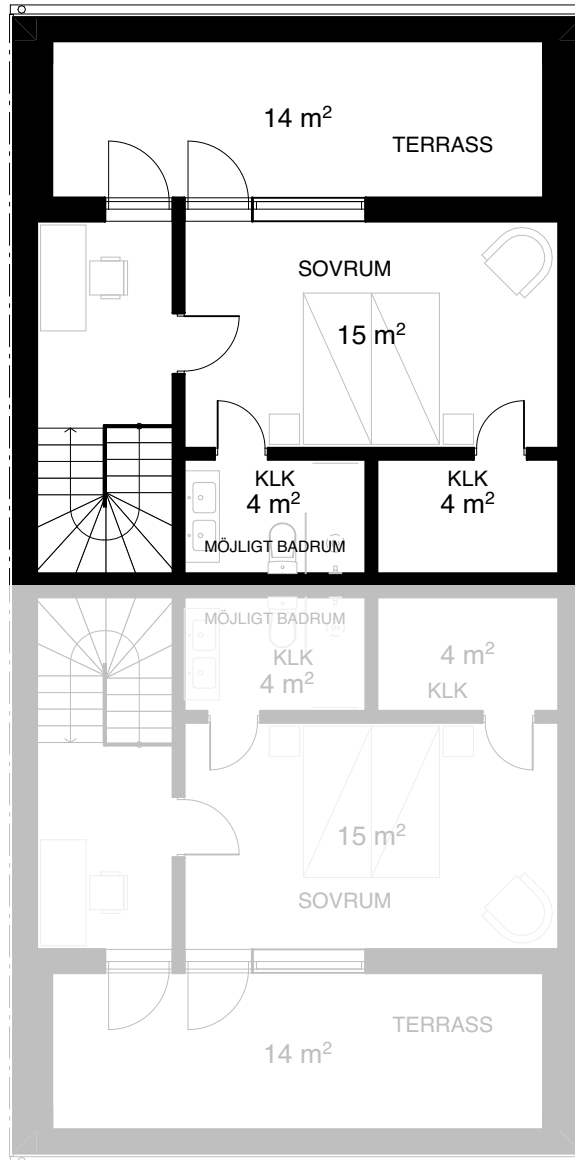 14 m²
TERRASS
SOVRUM
15 m²
KLK
4 m²
KLK
4 m²
MÖJLIGT BADRUM
MÖJLIGT BADRUM
KLK
4 m²
4 m²
KLK
15 m²
SOVRUM
TERRASS
14 m²